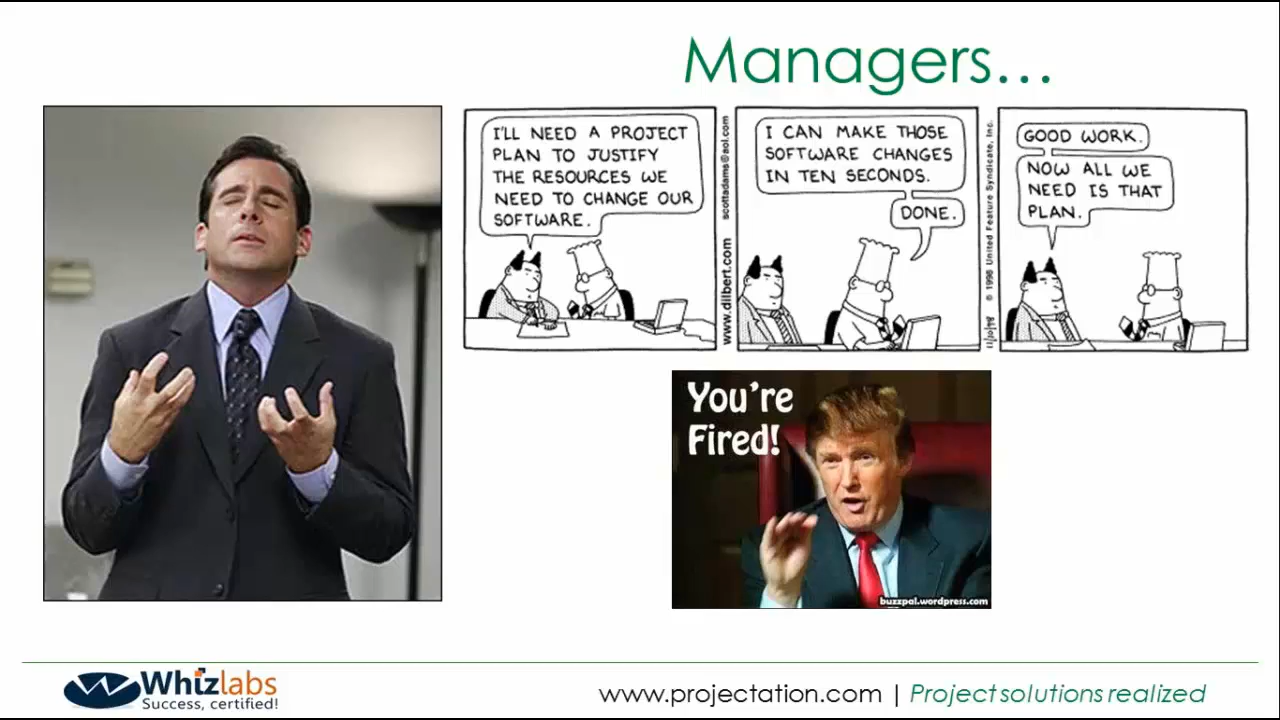 Managers...
I'LL NEED A PROJECT
PLAN TO JUSTIFY
THE RESOURCES WE
NEED TO CHANGE OUR
SOFTWARE.
www.dilbert.com scottadams@aol.com
I CAN MAKE THOSE
SOFTWARE CHANGES
IN TEN SECONDS.
DONE.
11/10/98 © 1998 United Feature Syndicate, Inc.
GOOD WORK.
NOW ALL WE
NEED IS THAT
PLAN.
You're
Fired!
buzzpal.wordpress.com
Whizlabs
Success, certified!
www.projectation.com | Project solutions realized